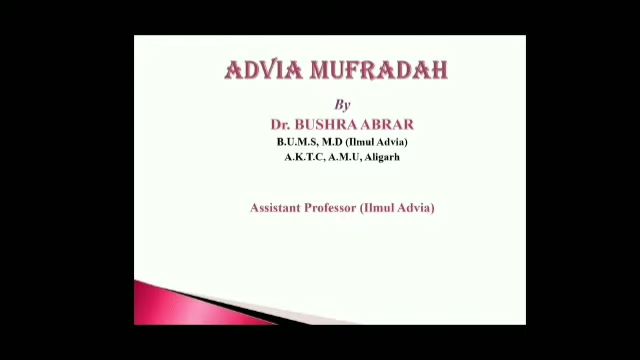 ADVIA MUFRADAH
By
Dr. BUSHRA ABRAR
B.U.M.S, M.D (Ilmul Advia)
A.K.T.C, A.M.U, Aligarh
Assistant Professor (Ilmul Advia)